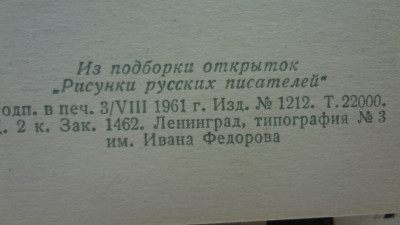 Из подборки открыток
„Рисунки русских писателей“
одп. в печ. 3/VIII 1961 г. Изд. № 1212. Т. 22000.
. 2 к. Зак. 1462. Ленинград, типография № 3
им. Ивана Федорова